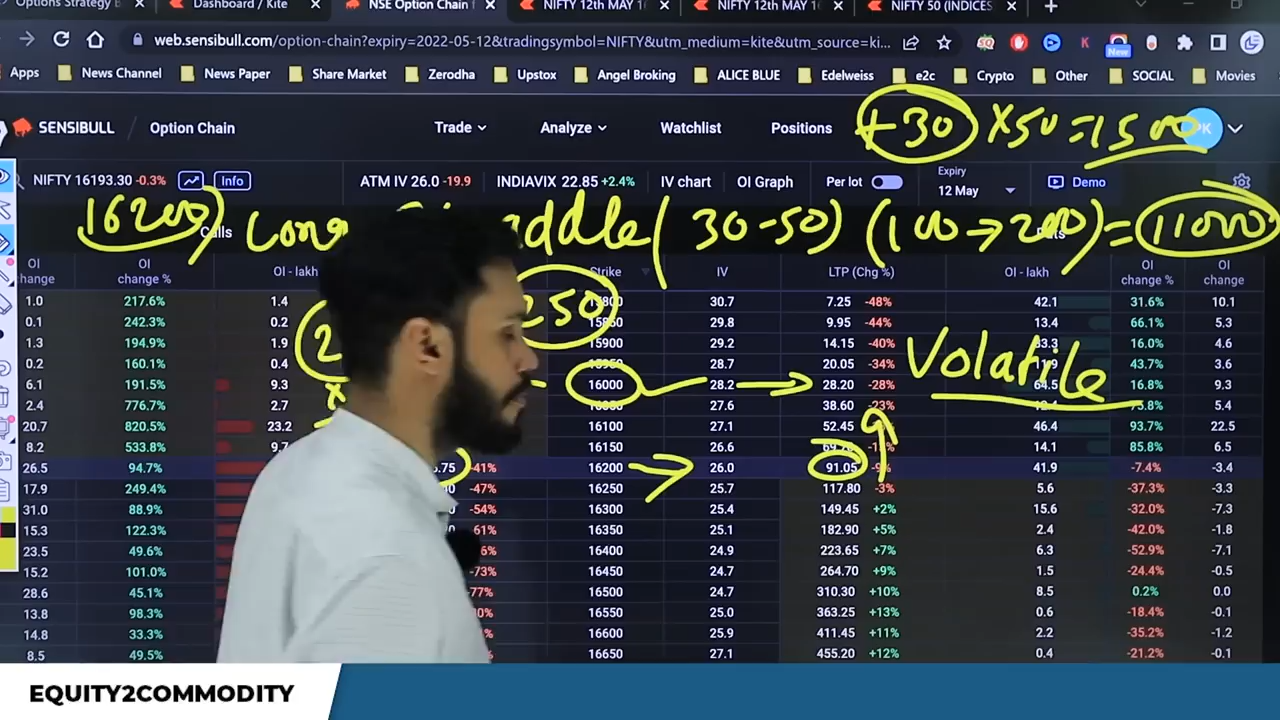 Options Strategy B
Dashboard / Kite
NSE Option Chain
NIFTY 12th MAY 1
NIFTY 12th MAY 1
NIFTY 50 (INDICES
web.sensibull.com/option-chain?expiry=2022-05-12&tradingsymbol=NIFTY&utm_medium=kite&utm_source=ki...
New
Apps News Channel News Paper Share Market Zerodha Upstox Angel Broking ALICE BLUE Edelweiss e2c Crypto Other SOCIAL Movies
+30 x50 = 1500
SENSIBULL / Option Chain Trade Analyze Watchlist Positions PK
NIFTY 16193.30 -0.3% Info ATM IV 26.0 -19.9 INDIAVIX 22.85 +2.4% IV chart OI Graph Per lot Expiry 12 May Demo
16200) Long addle (30-50) (100→200) = 11000
OI change OI change % OI - lakh Strike IV LTP (Chg %) OI - lakh OI change % OI change
1.0 217.6% 1.4 30.7 7.25 -48% 42.1 31.6% 10.1
250
0.1 242.3% 0.2 29.8 9.95 -44% 13.4 66.1% 5.3
1.3 194.9% 1.9 15900 29.2 14.15 -40% 16.0% 4.6
2
Volatile
0.2 160.1% 0.4 28.7 20.05 -34% 43.7% 3.6
6.1 191.5% 9.3 16000 28.2 28.20 -28% 16.8% 9.3
x
2.4 776.7% 2.7 27.6 38.60 -23% 5.4
20.7 820.5% 23.2 16100 27.1 52.45 46.4 93.7% 22.5
8.2 533.8% 9.7 16150 26.6 14.1 85.8% 6.5
26.5 94.7% -41% 16200 26.0 91.05 41.9 -7.4% -3.4
17.9 249.4% -47% 16250 25.7 117.80 -3% 5.6 -37.3% -3.3
31.0 88.9% -54% 16300 25.4 149.45 +2% 15.6 -32.0% -7.3
15.3 122.3% 61% 16350 25.1 182.90 +5% 2.4 -42.0% -1.8
23.5 49.6% 16400 24.9 223.65 +7% 6.3 -52.9% -7.1
15.2 101.0% -73% 16450 24.7 264.70 +9% 1.5 -24.4% -0.5
28.6 45.1% 77% 16500 24.7 310.30 +10% 8.5 0.2% 0.0
13.8 98.3% 16550 25.0 363.25 +13% 0.6 -18.4% -0.1
14.8 33.3% 16600 25.9 411.45 +11% 2.2 -35.2% -1.2
8.5 49.5% 16650 27.1 455.20 +12% 0.4 -21.2% -0.1
EQUITY2COMMODITY